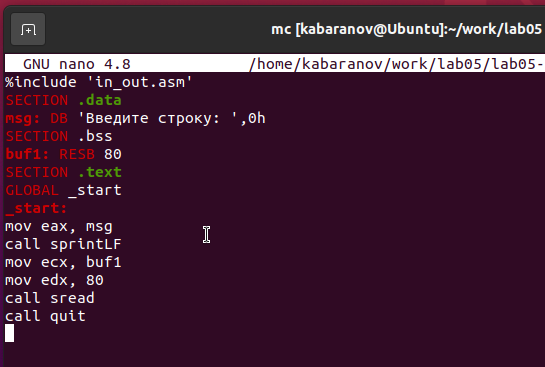 mc [kabaranov@Ubuntu]:~/work/lab05
GNU nano 4.8 /home/kabaranov/work/lab05/lab05-
%include 'in_out.asm'
SECTION .data
msg: DB 'Введите строку: ',0h
SECTION .bss
buf1: RESB 80
SECTION .text
GLOBAL _start
_start:
mov eax, msg
call sprintLF
mov ecx, buf1
mov edx, 80
call sread
call quit